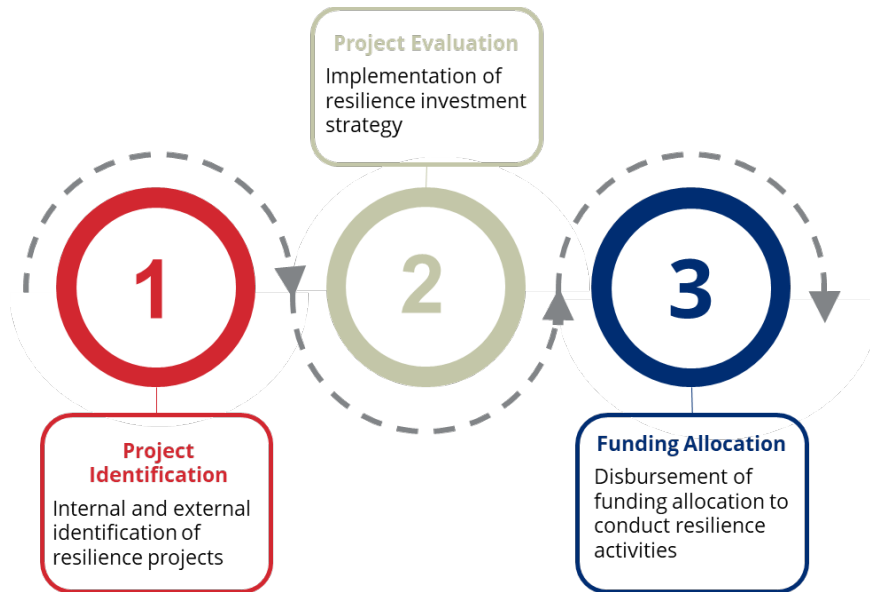 1
Project
Identification
Internal and external
identification of
resilience projects
Project Evaluation
Implementation of
resilience investment
strategy
2
3
Funding Allocation
Disbursement of
funding allocation to
conduct resilience
activities